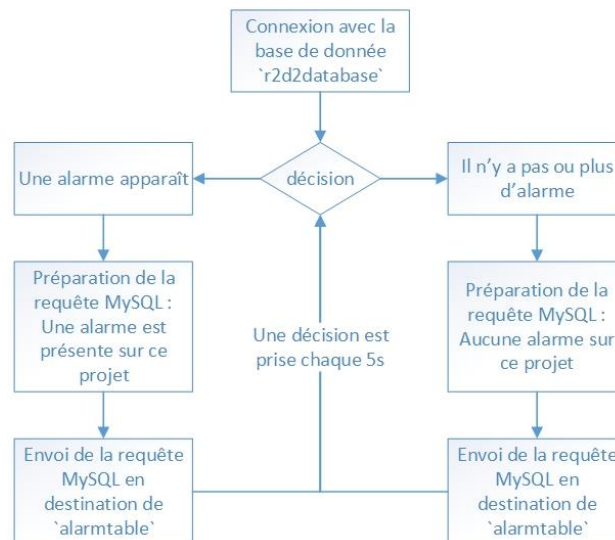 Connexion avec la
base de donnée
`r2d2database`
Une alarme apparaît
décision
Il n'y a pas ou plus
d'alarme
Préparation de la
requête MySQL :
Une alarme est
présente sur ce
projet
Une décision est
prise chaque 5s
Préparation de la
requête MySQL :
Aucune alarme sur
ce projet
Envoi de la requête
MySQL en
destination de
`alarmtable`
Envoi de la requête
MySQL en
destination de
`alarmtable`